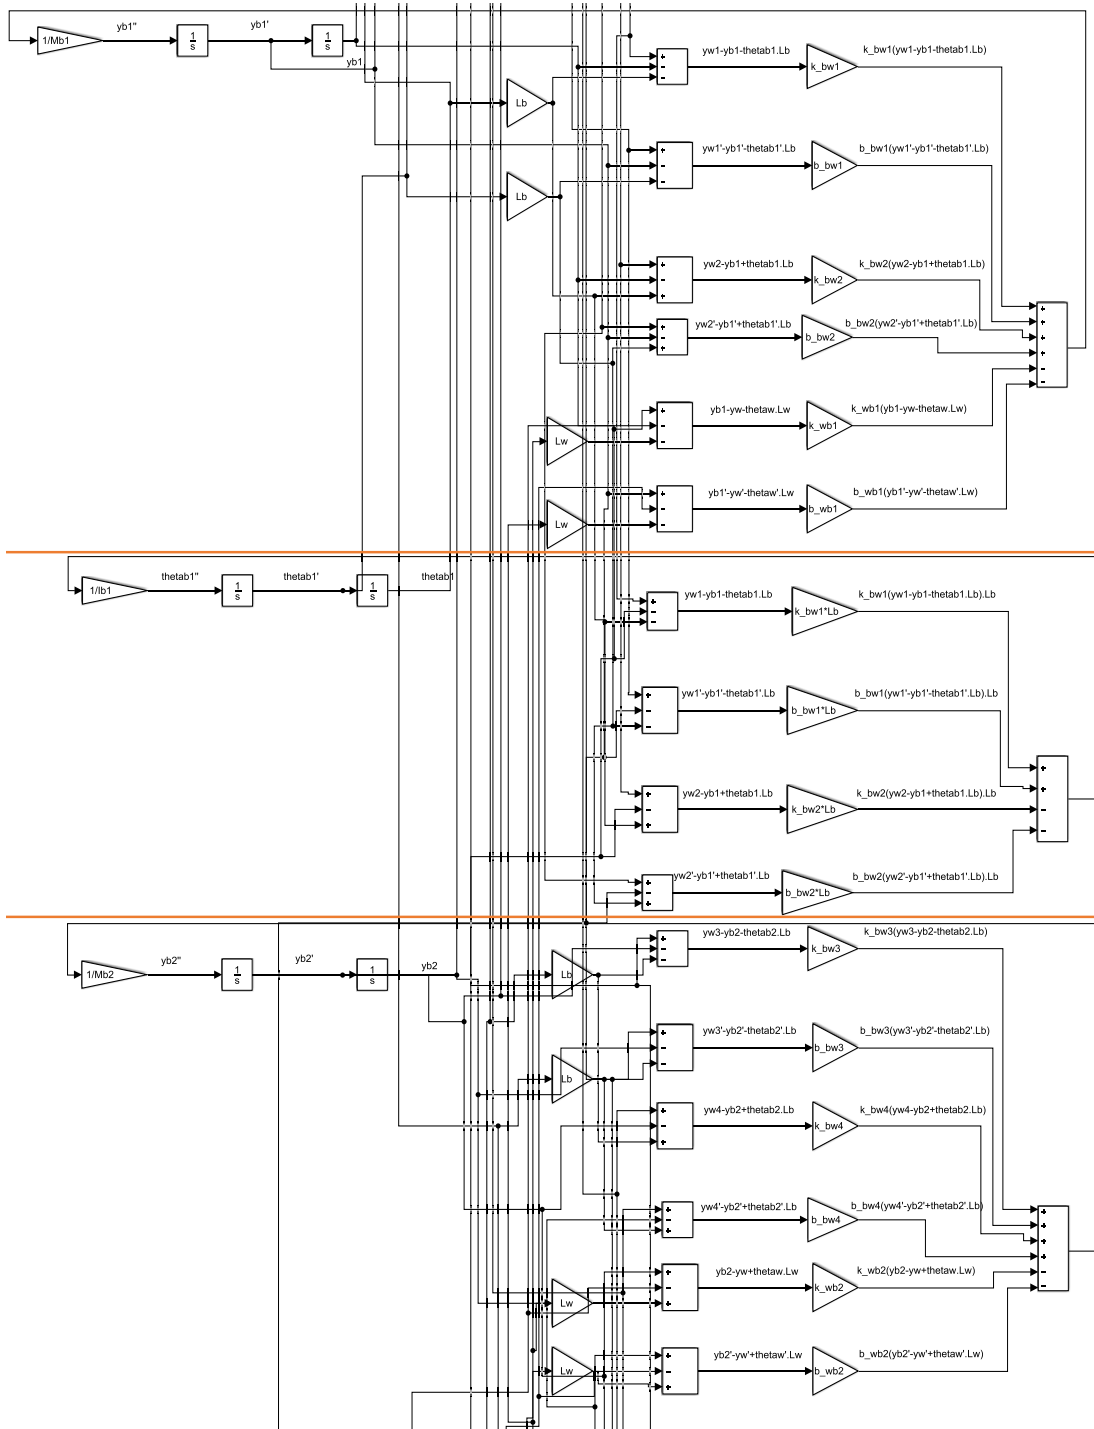 yb1"
yb1'
1/Mb1
1
s
1
s
yb1
Lb
yw1-yb1-thetab1.Lb
+
-
-
k_bw1
k_bw1(yw1-yb1-thetab1.Lb)
yw1'-yb1'-thetab1'.Lb
+
-
-
b_bw1
b_bw1(yw1'-yb1'-thetab1'.Lb)
Lb
yw2-yb1+thetab1.Lb
+
-
+
k_bw2
k_bw2(yw2-yb1+thetab1.Lb)
yw2'-yb1'+thetab1'.Lb
+
-
+
b_bw2
b_bw2(yw2'-yb1'+thetab1'.Lb)
+
+
+
+
-
-
yb1-yw-thetaw.Lw
+
-
-
k_wb1
k_wb1(yb1-yw-thetaw.Lw)
Lw
yb1'-yw'-thetaw'.Lw
+
-
-
b_wb1
b_wb1(yb1'-yw'-thetaw'.Lw)
Lw
thetab1"
thetab1'
thetab1
1/Ib1
1
s
1
s
yw1-yb1-thetab1.Lb
+
-
-
k_bw1*Lb
k_bw1(yw1-yb1-thetab1.Lb).Lb
yw1'-yb1'-thetab1'.Lb
+
-
-
b_bw1*Lb
b_bw1(yw1'-yb1'-thetab1'.Lb).Lb
yw2-yb1+thetab1.Lb
+
-
+
k_bw2*Lb
k_bw2(yw2-yb1+thetab1.Lb).Lb
+
+
-
-
yw2'-yb1'+thetab1'.Lb
+
-
+
b_bw2*Lb
b_bw2(yw2'-yb1'+thetab1'.Lb).Lb
yb2"
yb2'
yb2
1/Mb2
1
s
1
s
Lb
yw3-yb2-thetab2.Lb
+
-
-
k_bw3
k_bw3(yw3-yb2-thetab2.Lb)
yw3'-yb2'-thetab2'.Lb
+
-
-
b_bw3
b_bw3(yw3'-yb2'-thetab2'.Lb)
Lb
yw4-yb2+thetab2.Lb
+
-
+
k_bw4
k_bw4(yw4-yb2+thetab2.Lb)
yw4'-yb2'+thetab2'.Lb
+
-
+
b_bw4
b_bw4(yw4'-yb2'+thetab2'.Lb)
+
+
+
+
-
-
yb2-yw+thetaw.Lw
+
-
+
k_wb2
k_wb2(yb2-yw+thetaw.Lw)
Lw
yb2'-yw'+thetaw'.Lw
+
-
+
b_wb2
b_wb2(yb2'-yw'+thetaw'.Lw)
Lw